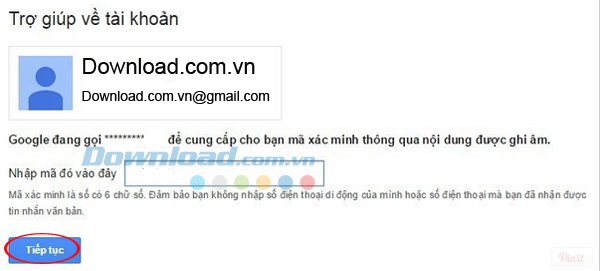 Trợ giúp về tài khoản
Download.com.vn
Download.com.vn@gmail.com
Google đang gọi ********* để cung cấp cho bạn mã xác minh thông qua nội dung được ghi âm.
Download.com.vn
Nhập mã đó vào đây
Mã xác minh là số có 6 chữ số. Đảm bảo bạn không nhập số điện thoại di động của mình hoặc số điện thoại mà bạn đã nhận được
tin nhắn văn bản.
Tiếp tục
Pin it